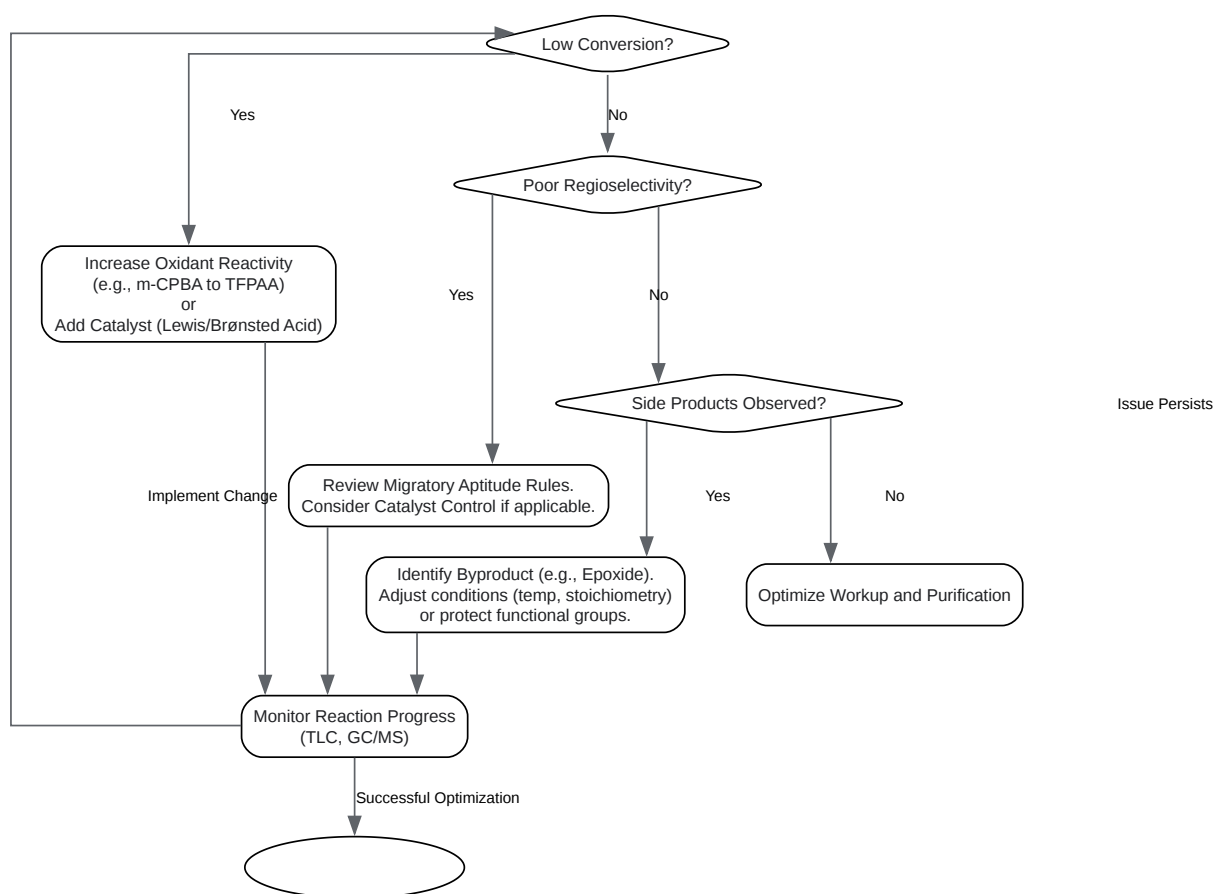 Low Conversion?
Yes
No
Poor Regioselectivity?
Increase Oxidant Reactivity
(e.g., m-CPBA to TFPAA)
or
Add Catalyst (Lewis/Brønsted Acid)
Yes
No
Side Products Observed?
Issue Persists
Review Migratory Aptitude Rules.
Consider Catalyst Control if applicable.
Implement Change
Yes
No
Identify Byproduct (e.g., Epoxide).
Adjust conditions (temp, stoichiometry)
or protect functional groups.
Optimize Workup and Purification
Monitor Reaction Progress
(TLC, GC/MS)
Successful Optimization